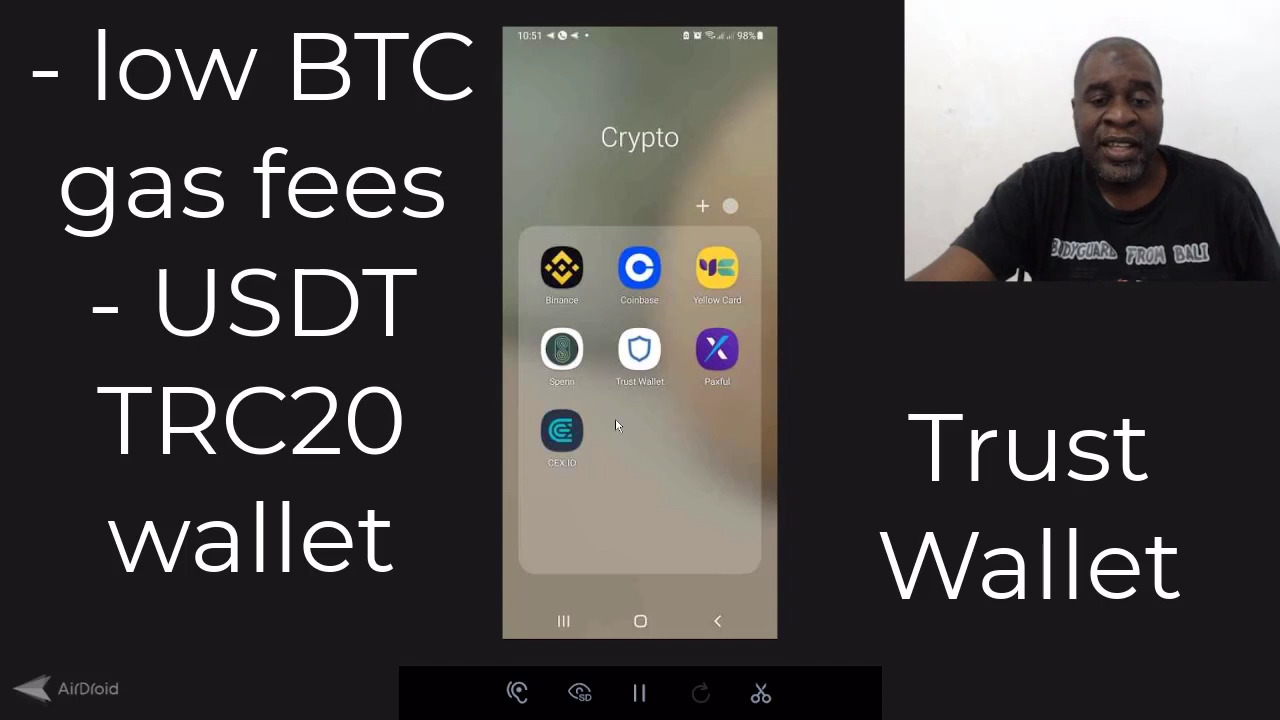 - low BTC
gas fees
- USDT
TRC20
wallet
10:51
98%
Crypto
+
Binance
Coinbase
Yellow Card
Spenn
Trust Wallet
Paxful
CEX.IO
BODYGUARD FROM BALI
Trust
Wallet
AirDroid
SD